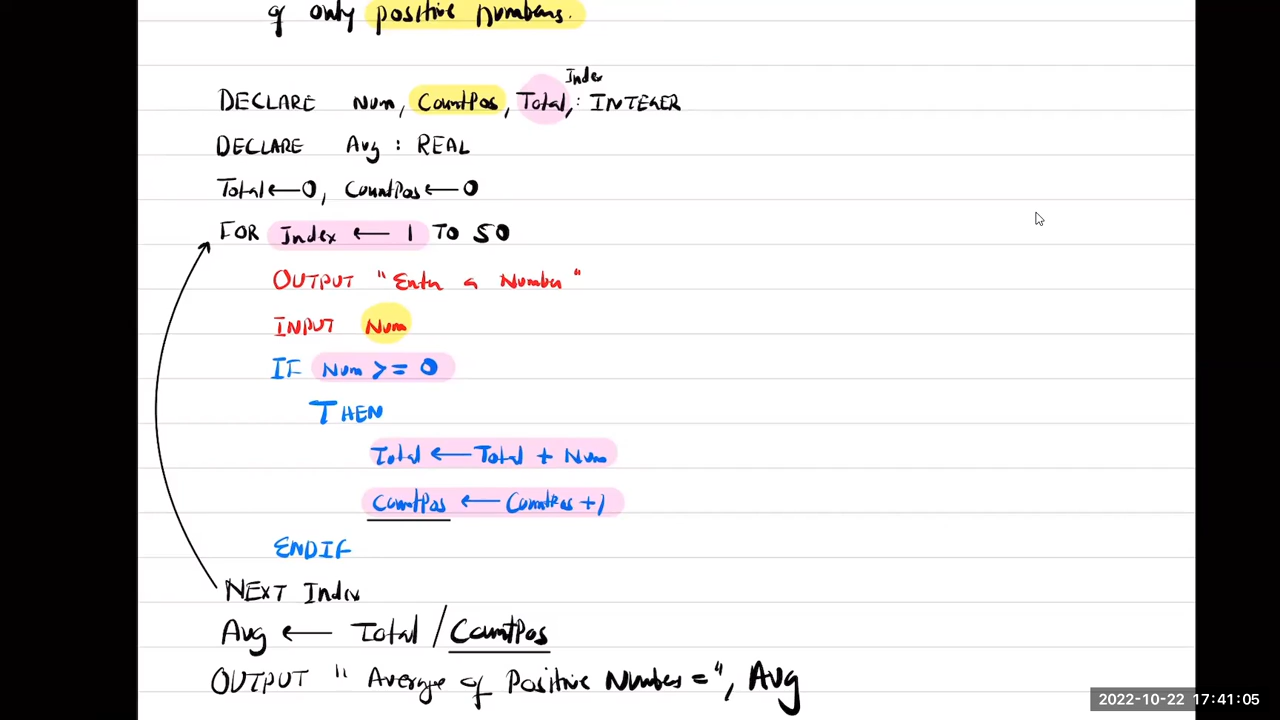 of only positive numbers.
Index
DECLARE Num, CountPos, Total, : INTEGER
DECLARE Avg : REAL
Total ← 0, CountPos ← 0
FOR Index ← 1 TO 50
OUTPUT "Enter a Number"
INPUT Num
IF Num >= 0
THEN
Total ← Total + Num
CountPos ← CountPos + 1
ENDIF
NEXT Index
Avg ← Total / CountPos
OUTPUT "Average of Positive Number =", Avg
2022-10-22 17:41:05